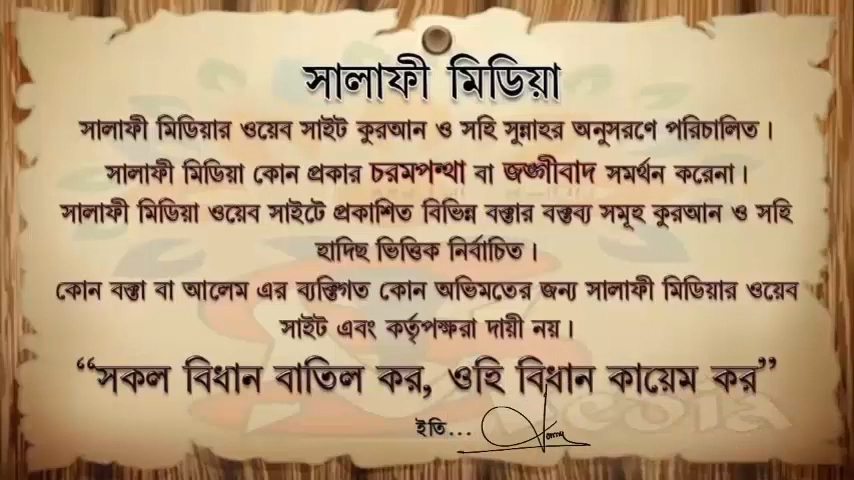 সালাফী মিডিয়া
সালাফী মিডিয়ার ওয়েব সাইট কুরআন ও সহি সুন্নাহর অনুসরণে পরিচালিত।
সালাফী মিডিয়া কোন প্রকার চরমপন্থা বা জঙ্গীবাদ সমর্থন করেনা।
সালাফী মিডিয়া ওয়েব সাইটে প্রকাশিত বিভিন্ন বক্তার বক্তব্য সমূহ কুরআন ও সহি
হাদিছ ভিত্তিক নির্বাচিত।
কোন বক্তা বা আলেম এর ব্যক্তিগত কোন অভিমতের জন্য সালাফী মিডিয়ার ওয়েব
সাইট এবং কর্তৃপক্ষরা দায়ী নয়।
“সকল বিধান বাতিল কর, ওহি বিধান কায়েম কর”
ইতি...